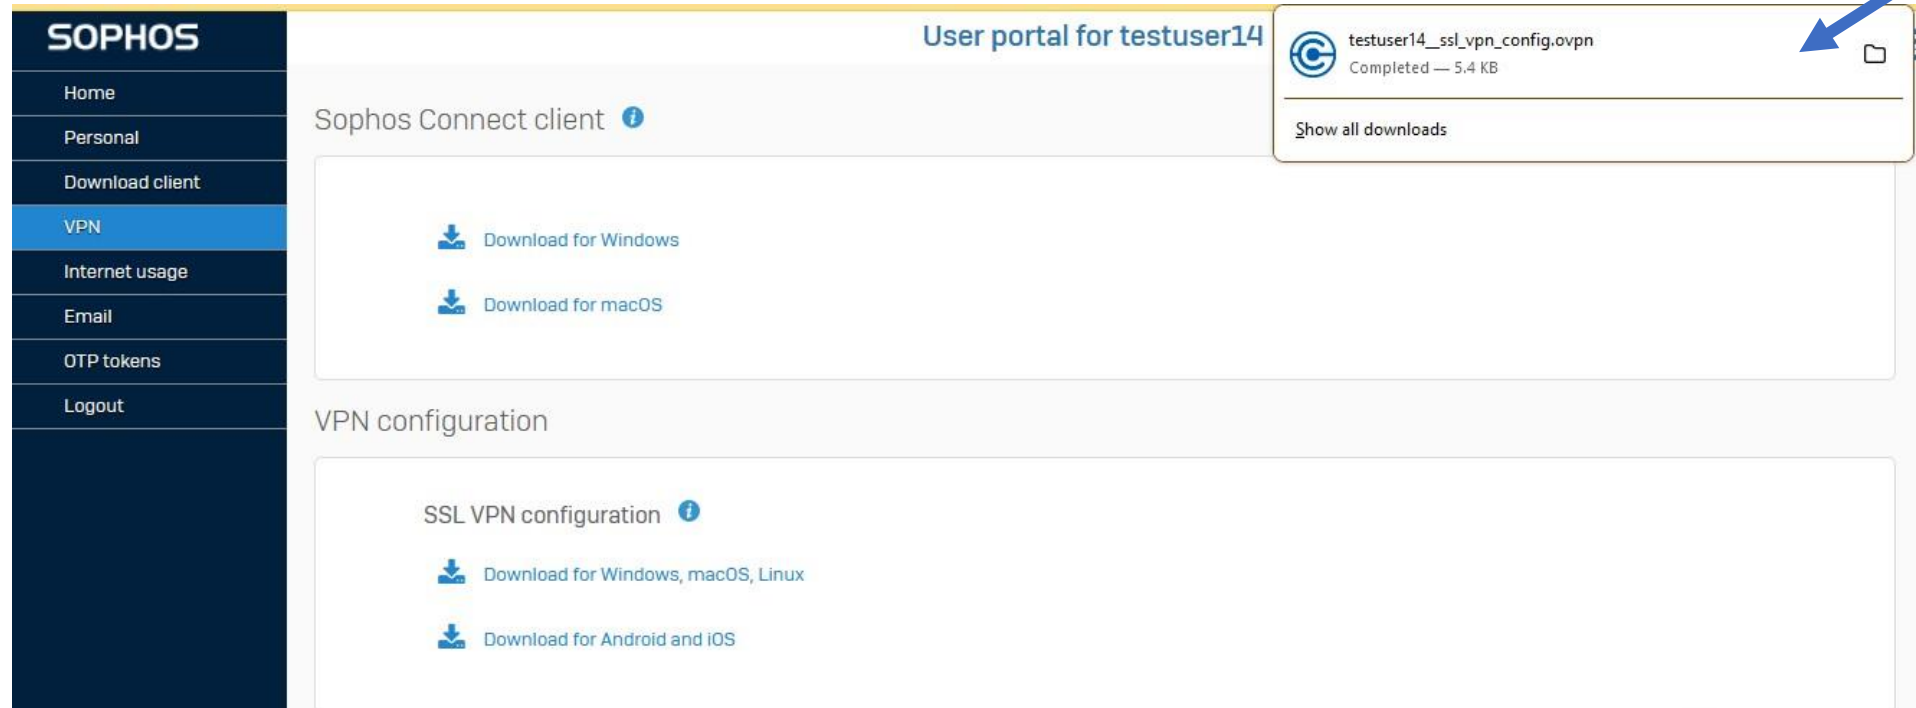 SOPHOS
User portal for testuser14
testuser14__ssl_vpn_config.ovpn
Completed — 5.4 KB
Show all downloads
Home
Personal
Download client
VPN
Internet usage
Email
OTP tokens
Logout
Sophos Connect client
Download for Windows
Download for macOS
VPN configuration
SSL VPN configuration
Download for Windows, macOS, Linux
Download for Android and iOS